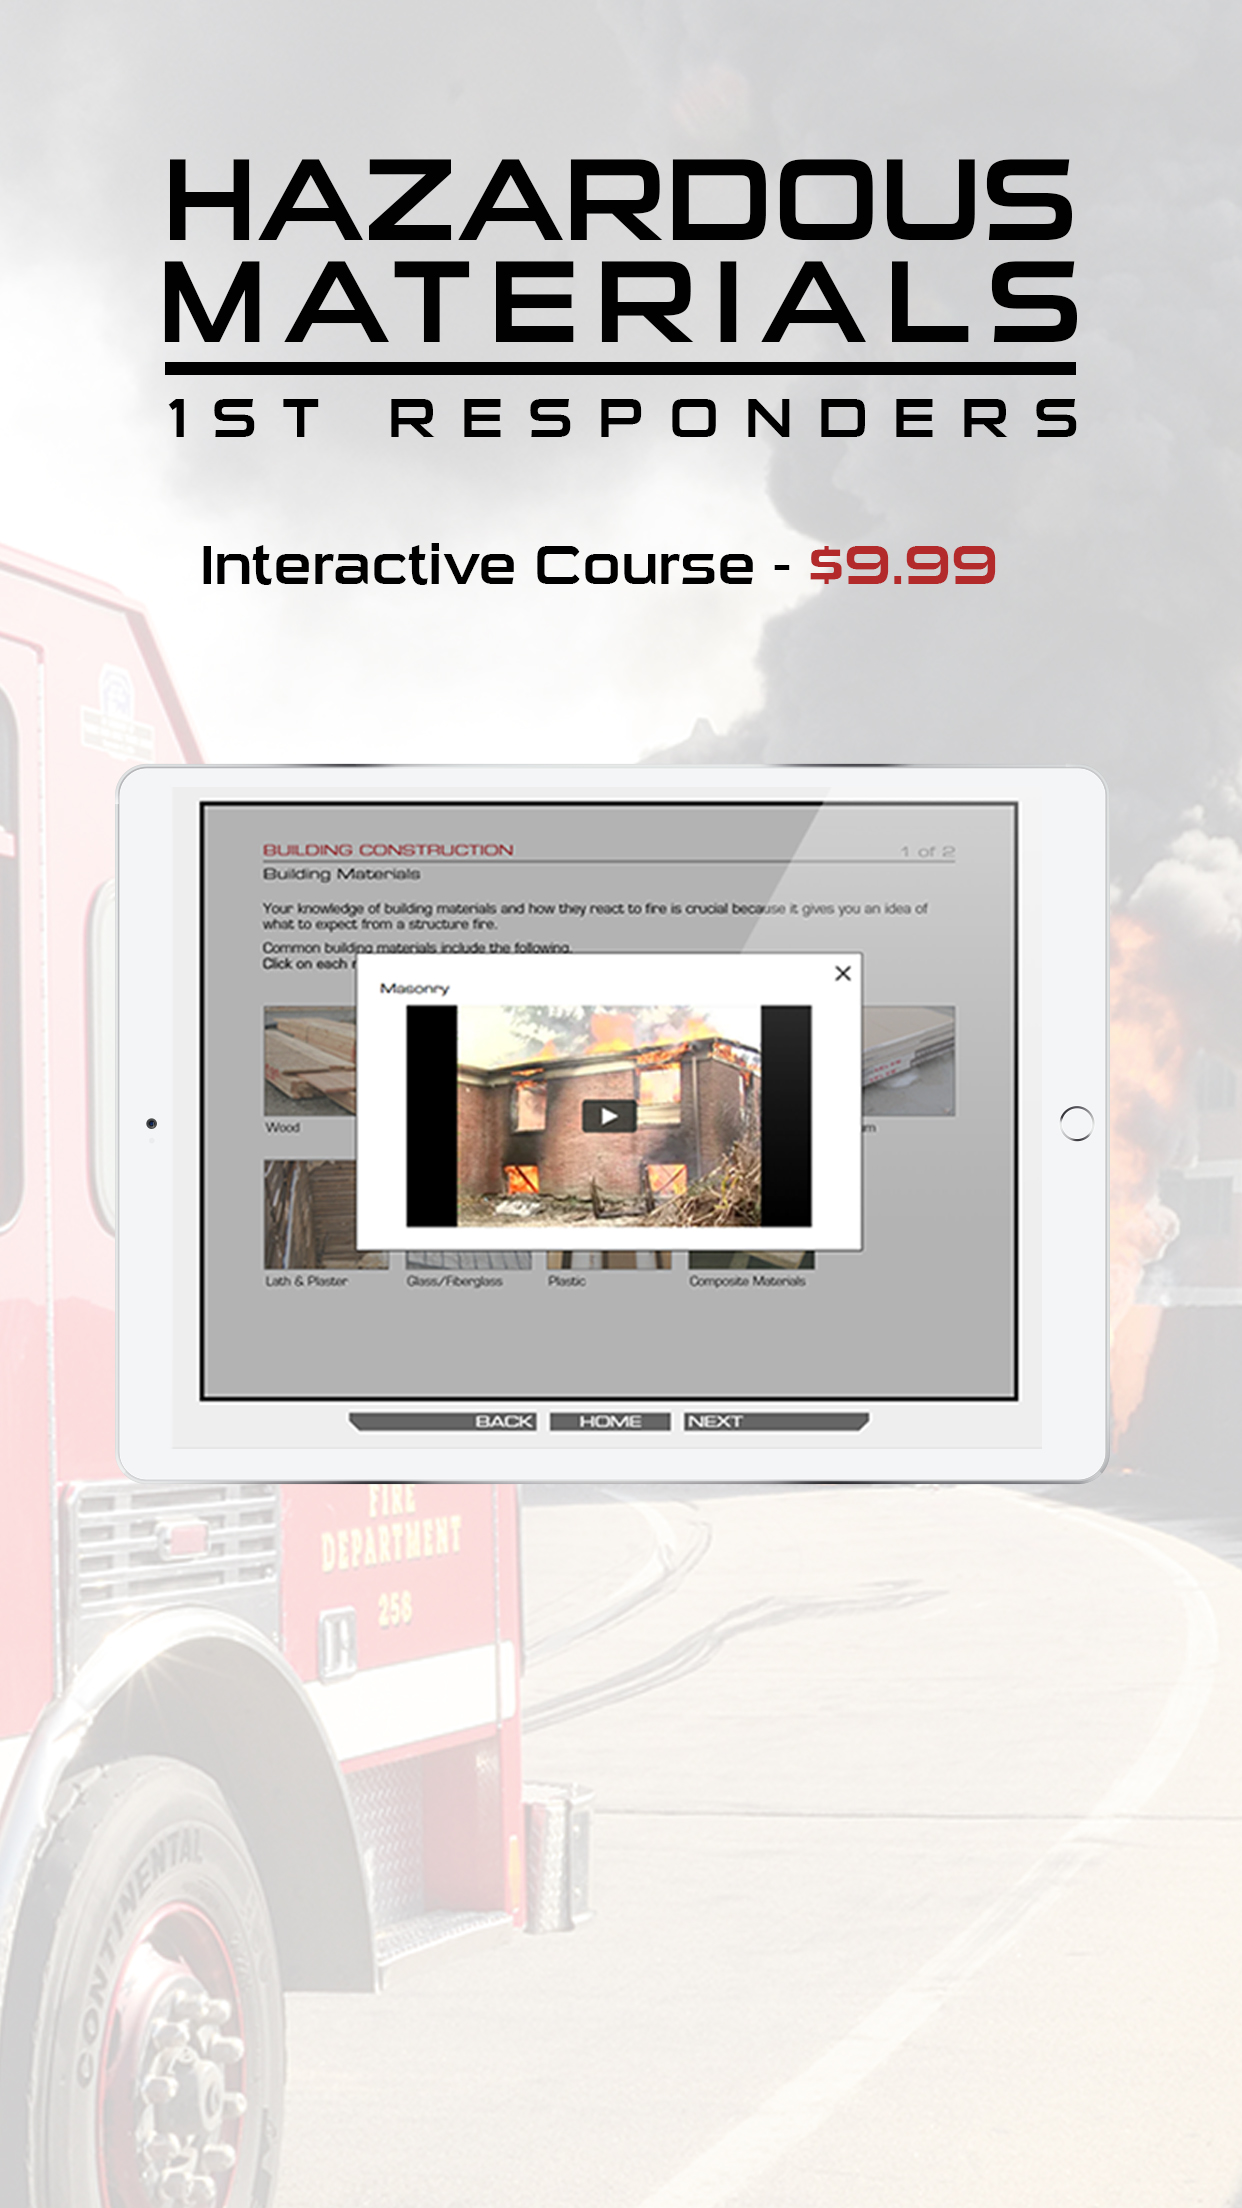 HAZARDOUS
MATERIALS
1ST RESPONDERS
Interactive Course - $9.99
BUILDING CONSTRUCTION
1 of 2
Building Materials
Your knowledge of building materials and how they react to fire is crucial because it gives you an idea of
what to expect from a structure fire.
Common building materials include the following.
Click on each
Masonry
Wood
m
Lath & Plaster
Glass/Fiberglass
Plastic
Composite Materials
BACK
HOME
NEXT
FIRE
DEPARTMENT
258
CONTINENTAL